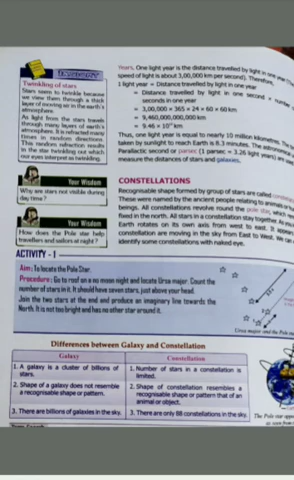 Twinkling of stars
Stars seem to twinkle because
we view them through a thick
layer of moving air in the earth's
atmosphere.
As light from the stars travels
through many layers of earth's
atmosphere. It is refracted many
times in random directions.
This random refraction results
in the star twinkling out which
our eyes interpret as twinkling.
Your Wisdom
Why are stars not visible during
day time?
Your Wisdom
How does the Pole star help
travellers and sailors at night?
Years. One light year is the distance travelled by light in one
speed of light is about 3,00,000 km per second). Therefore,
1 light year = Distance travelled by light in one year
= Distance travelled by light in one second × number
seconds in one year
= 3,00,000 × 365 × 24 × 60 × 60 km
= 9,460,000,000,000 km
= 9.46 × 10¹² km
Thus, one light year is equal to nearly 10 million kilometres. The
taken by sunlight to reach Earth is 8.3 minutes. The astronomical
Parallactic second or parsec (1 parsec = 3.26 light years) are
measure the distances of stars and galaxies.
CONSTELLATIONS
Recognisable shape formed by group of stars are called
These were named by the ancient people relating to animals or
beings. All constellations revolve round the pole star, which
fixed in the north. All stars in a constellation stay together. As
Earth rotates on its own axis from west to east. It
constellation are moving in the sky from East to West. We can
identify some constellations with naked eye.
ACTIVITY - 1
Aim: To locate the Pole Star.
Procedure: Go to roof on a no moon night and locate Ursa major. Count the
number of stars in it. It should have seven stars, just above your head.
Join the two stars at the end and produce an imaginary line towards the
North. It is not too bright and has no other star around it.
Ursa major and the Pole
Differences between Galaxy and Constellation
Galaxy
Constellation
1. A galaxy is a cluster of billions of
stars.
1. Number of stars in a constellation is
limited.
2. Shape of a galaxy does not resemble
a recognisable shape or pattern.
2. Shape of constellation resembles a
recognisable shape or pattern that of an
animal or object.
3. There are billions of galaxies in the sky.
3. There are only 88 constellations in the sky.
The Pole star
as seen from